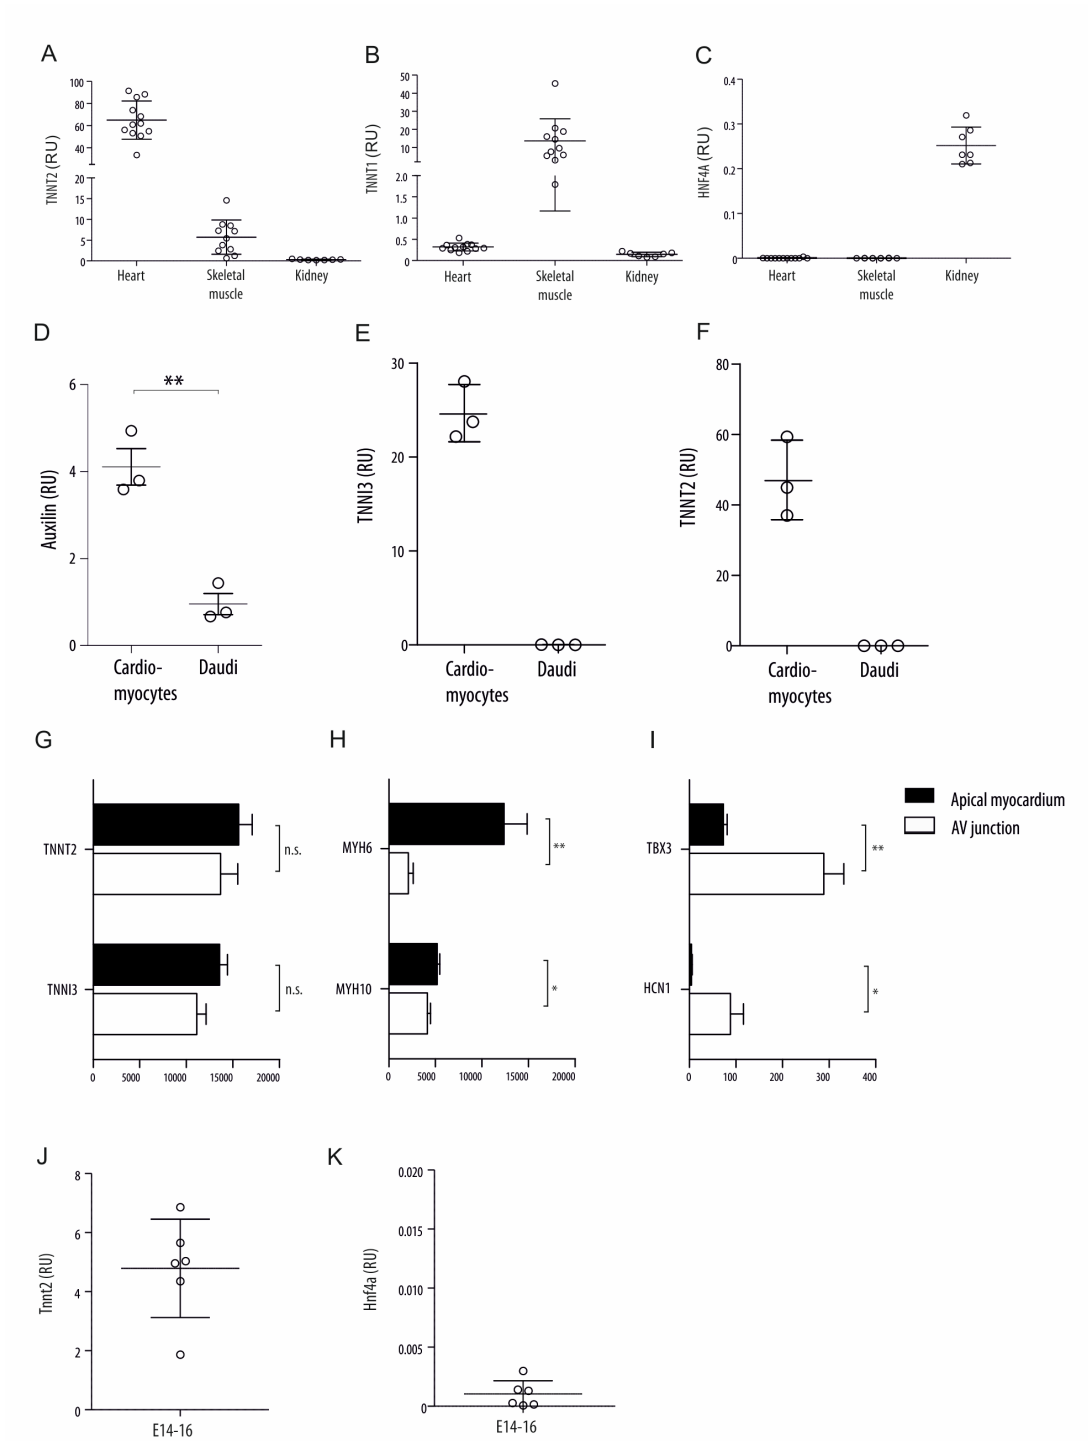 A
B
C
TNNT2 (RU)
100
80
60
40
20
15
10
5
0
Heart
Skeletal
muscle
Kidney
TNNT1 (RU)
50
40
30
20
10
2.0
1.5
1.0
0.5
0
Heart
Skeletal
muscle
Kidney
HNF4A (RU)
0.4
0.3
0.2
0.1
0
Heart
Skeletal
muscle
Kidney
D
E
F
Auxilin (RU)
6
4
2
0
**
Cardio-
myocytes
Daudi
TNNI3 (RU)
30
20
10
0
Cardio-
myocytes
Daudi
TNNT2 (RU)
80
60
40
20
0
Cardio-
myocytes
Daudi
G
H
I
TNNT2
n.s.
TNNI3
n.s.
0 5000 10000 15000 20000
MYH6
**
MYH10
*
0 5000 10000 15000 20000
TBX3
**
HCN1
*
0 100 200 300 400
Apical myocardium
AV junction
J
K
Tnnt2 (RU)
8
6
4
2
0
E14-16
Hnf4a (RU)
0.020
0.015
0.010
0.005
0
E14-16